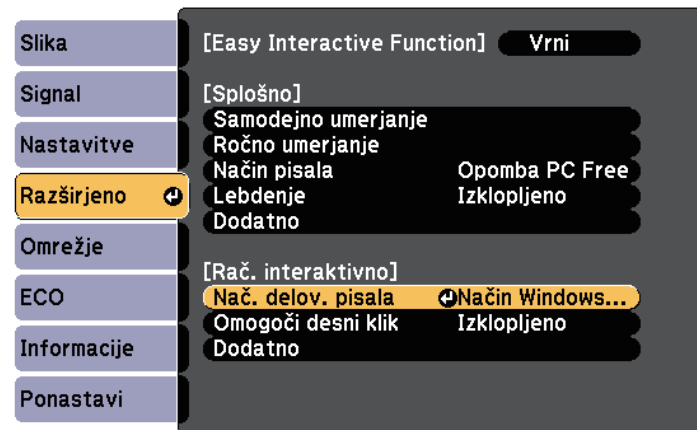 Slika
Signal
Nastavitve
Razširjeno
Omrežje
ECO
Informacije
Ponastavi
[Easy Interactive Function] Vrni
[Splošno]
Samodejno umerjanje
Ročno umerjanje
Način pisala Opomba PC Free
Lebdenje Izklopljeno
Dodatno
[Rač. interaktivno]
Nač. delov. pisala Način Windows...
Omogoči desni klik Izklopljeno
Dodatno